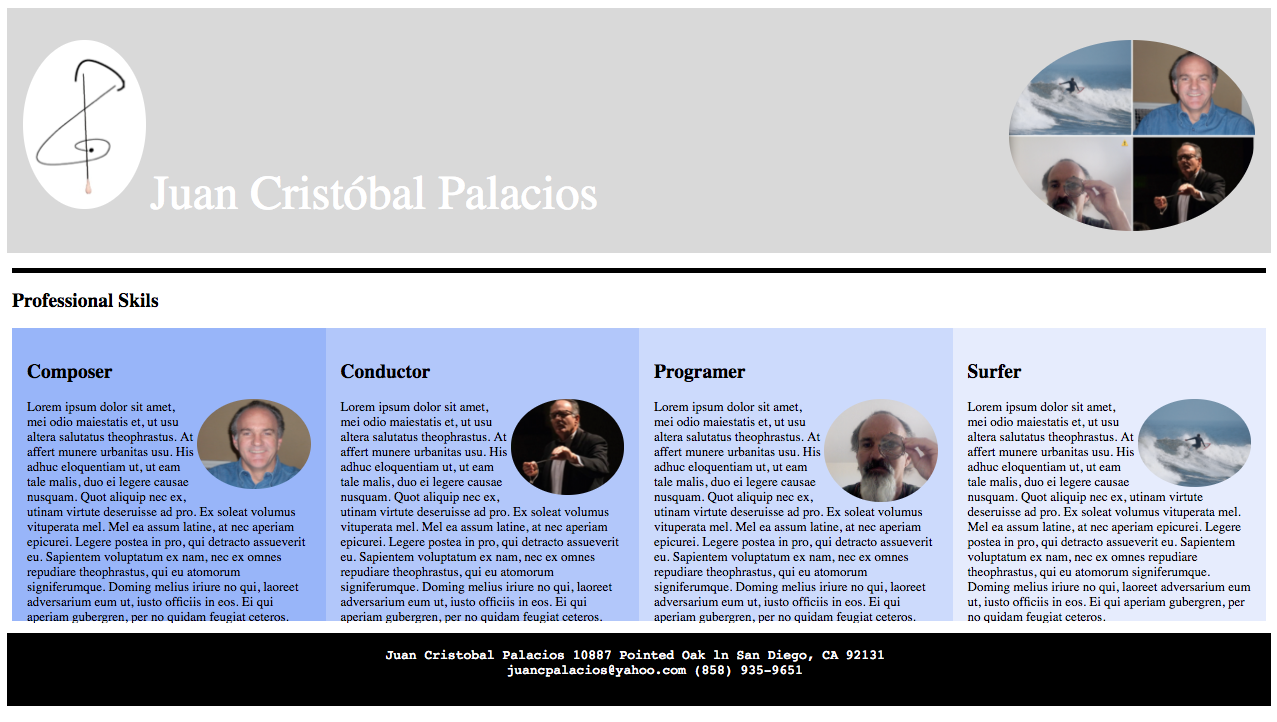 Juan Cristóbal Palacios
Professional Skils
Composer
Lorem ipsum dolor sit amet,
mei odio maiestatis et, ut usu
altera salutatus theophrastus. At
affert munere urbanitas usu. His
adhuc eloquentiam ut, ut eam
tale malis, duo ei legere causae
nusquam. Quot aliquip nec ex,
utinam virtute deseruisse ad pro. Ex soleat volumus
vituperata mel. Mel ea assum latine, at nec aperiam
epicurei. Legere postea in pro, qui detracto assueverit
eu. Sapientem voluptatum ex nam, nec ex omnes
repudiare theophrastus, qui eu atomorum
signiferumque. Doming melius iriure no qui, laoreet
adversarium eum ut, iusto officiis in eos. Ei qui
aperiam gubergren, per no quidam feugiat ceteros.
Conductor
Lorem ipsum dolor sit amet,
mei odio maiestatis et, ut usu
altera salutatus theophrastus. At
affert munere urbanitas usu. His
adhuc eloquentiam ut, ut eam
tale malis, duo ei legere causae
nusquam. Quot aliquip nec ex,
utinam virtute deseruisse ad pro. Ex soleat volumus
vituperata mel. Mel ea assum latine, at nec aperiam
epicurei. Legere postea in pro, qui detracto assueverit
eu. Sapientem voluptatum ex nam, nec ex omnes
repudiare theophrastus, qui eu atomorum
signiferumque. Doming melius iriure no qui, laoreet
adversarium eum ut, iusto officiis in eos. Ei qui
aperiam gubergren, per no quidam feugiat ceteros.
Programer
Lorem ipsum dolor sit amet,
mei odio maiestatis et, ut usu
altera salutatus theophrastus. At
affert munere urbanitas usu. His
adhuc eloquentiam ut, ut eam
tale malis, duo ei legere causae
nusquam. Quot aliquip nec ex,
utinam virtute deseruisse ad pro. Ex soleat volumus
vituperata mel. Mel ea assum latine, at nec aperiam
epicurei. Legere postea in pro, qui detracto assueverit
eu. Sapientem voluptatum ex nam, nec ex omnes
repudiare theophrastus, qui eu atomorum
signiferumque. Doming melius iriure no qui, laoreet
adversarium eum ut, iusto officiis in eos. Ei qui
aperiam gubergren, per no quidam feugiat ceteros.
Surfer
Lorem ipsum dolor sit amet,
mei odio maiestatis et, ut usu
altera salutatus theophrastus. At
affert munere urbanitas usu. His
adhuc eloquentiam ut, ut eam
tale malis, duo ei legere causae
nusquam. Quot aliquip nec ex, utinam virtute
deseruisse ad pro. Ex soleat volumus vituperata mel.
Mel ea assum latine, at nec aperiam epicurei. Legere
postea in pro, qui detracto assueverit eu. Sapientem
voluptatum ex nam, nec ex omnes repudiare
theophrastus, qui eu atomorum signiferumque.
Doming melius iriure no qui, laoreet adversarium eum
ut, iusto officiis in eos. Ei qui aperiam gubergren, per
no quidam feugiat ceteros.
Juan Cristobal Palacios 10887 Pointed Oak ln San Diego, CA 92131
juancpalacios@yahoo.com (858) 935-9651